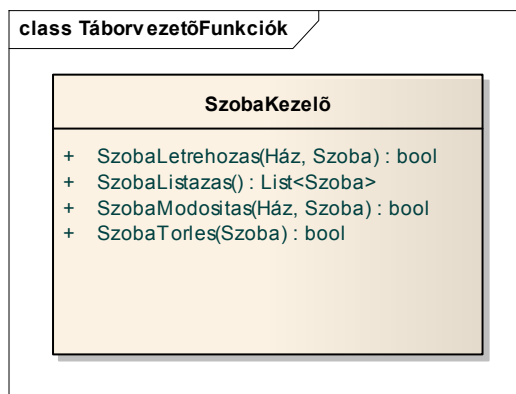 class TáborvezetõFunkciók
SzobaKezelõ
+ SzobaLetrehozas(Ház, Szoba) : bool
+ SzobaListazas() : List<Szoba>
+ SzobaModositas(Ház, Szoba) : bool
+ SzobaTorles(Szoba) : bool